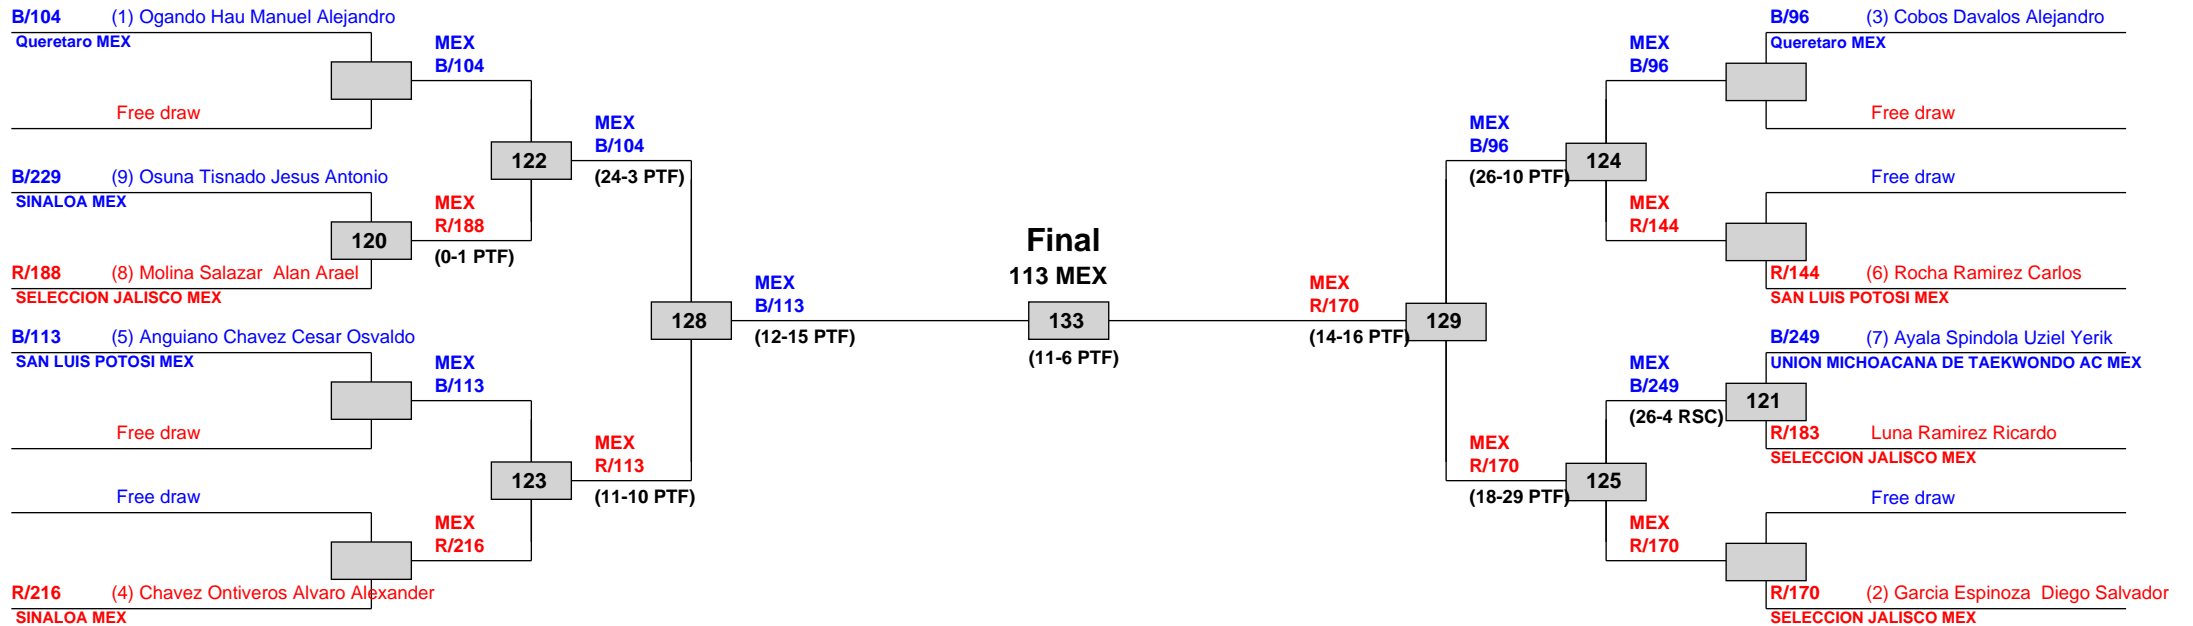 B/104 (1) Ogando Hau Manuel Alejandro
Queretaro MEX
MEX
B/104
Free draw
MEX
B/104
122
(24-3 PTF)
B/229 (9) Osuna Tisnado Jesus Antonio
SINALOA MEX
MEX
R/188
120
(0-1 PTF)
R/188 (8) Molina Salazar  Alan Arael
SELECCION JALISCO MEX
128
MEX
B/113
(12-15 PTF)
B/113 (5) Anguiano Chavez Cesar Osvaldo
SAN LUIS POTOSI MEX
MEX
B/113
Free draw
MEX
R/113
123
(11-10 PTF)
Free draw
MEX
R/216
R/216 (4) Chavez Ontiveros Alvaro Alexander
SINALOA MEX
Final
113 MEX
133
(11-6 PTF)
B/96 (3) Cobos Davalos Alejandro
Queretaro MEX
MEX
B/96
Free draw
MEX
B/96
124
(26-10 PTF)
Free draw
MEX
R/144
R/144 (6) Rocha Ramirez Carlos
SAN LUIS POTOSI MEX
MEX
R/170
129
(14-16 PTF)
B/249 (7) Ayala Spindola Uziel Yerik
UNION MICHOACANA DE TAEKWONDO AC MEX
MEX
B/249
121
(26-4 RSC)
R/183 Luna Ramirez Ricardo
SELECCION JALISCO MEX
MEX
R/170
125
(18-29 PTF)
Free draw
MEX
R/170
R/170 (2) Garcia Espinoza  Diego Salvador
SELECCION JALISCO MEX